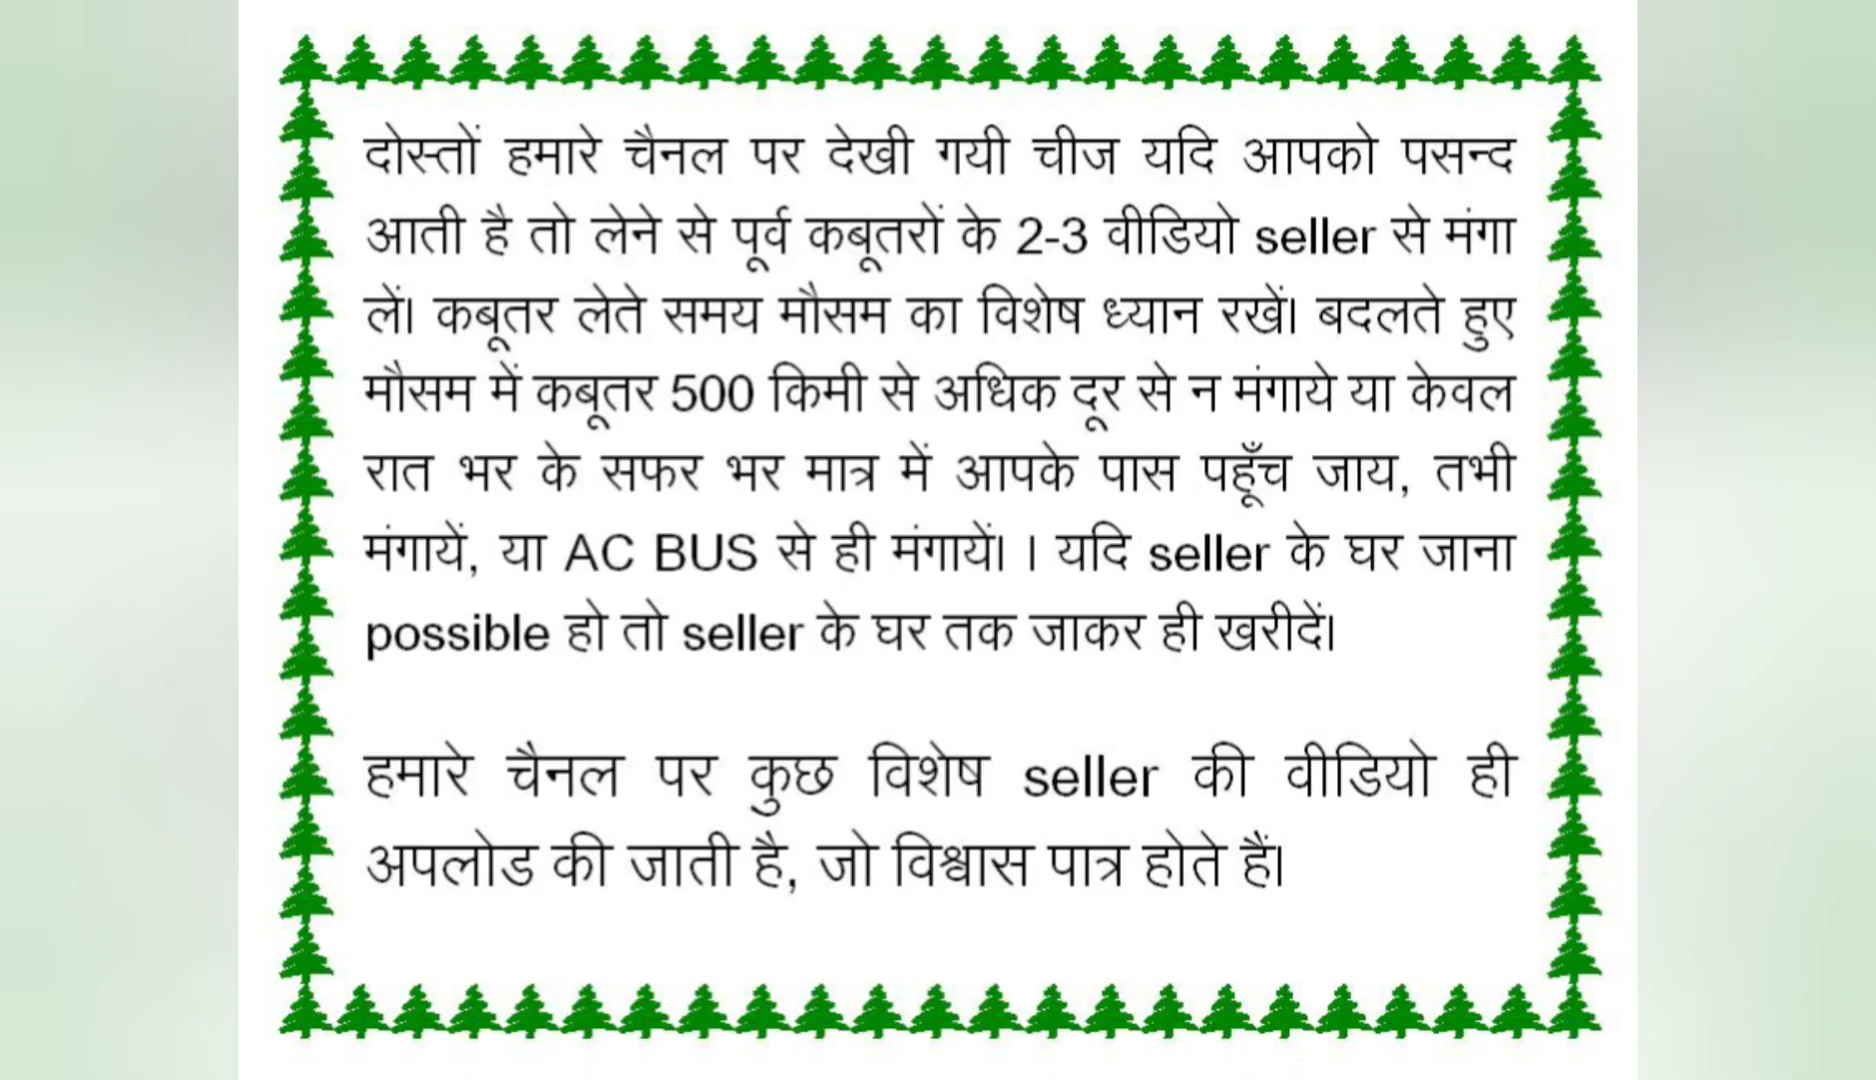 दोस्तों हमारे चैनल पर देखी गयी चीज यदि आपको पसन्द
आती है तो लेने से पूर्व कबूतरों के 2-3 वीडियो seller से मंगा
लें। कबूतर लेते समय मौसम का विशेष ध्यान रखें। बदलते हुए
मौसम में कबूतर 500 किमी से अधिक दूर से न मंगाये या केवल
रात भर के सफर भर मात्र में आपके पास पहूँच जाय, तभी
मंगायें, या AC BUS से ही मंगायें। । यदि seller के घर जाना
possible हो तो seller के घर तक जाकर ही खरीदें।
हमारे चैनल पर कुछ विशेष seller की वीडियो ही
अपलोड की जाती है, जो विश्वास पात्र होते हैं।